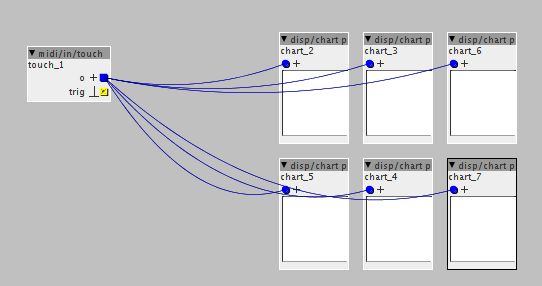 midi/in/touch
touch_1
o +
trig
disp/chart p
chart_2
+
disp/chart p
chart_3
+
disp/chart p
chart_6
+
disp/chart p
chart_5
+
disp/chart p
chart_4
+
disp/chart p
chart_7
+